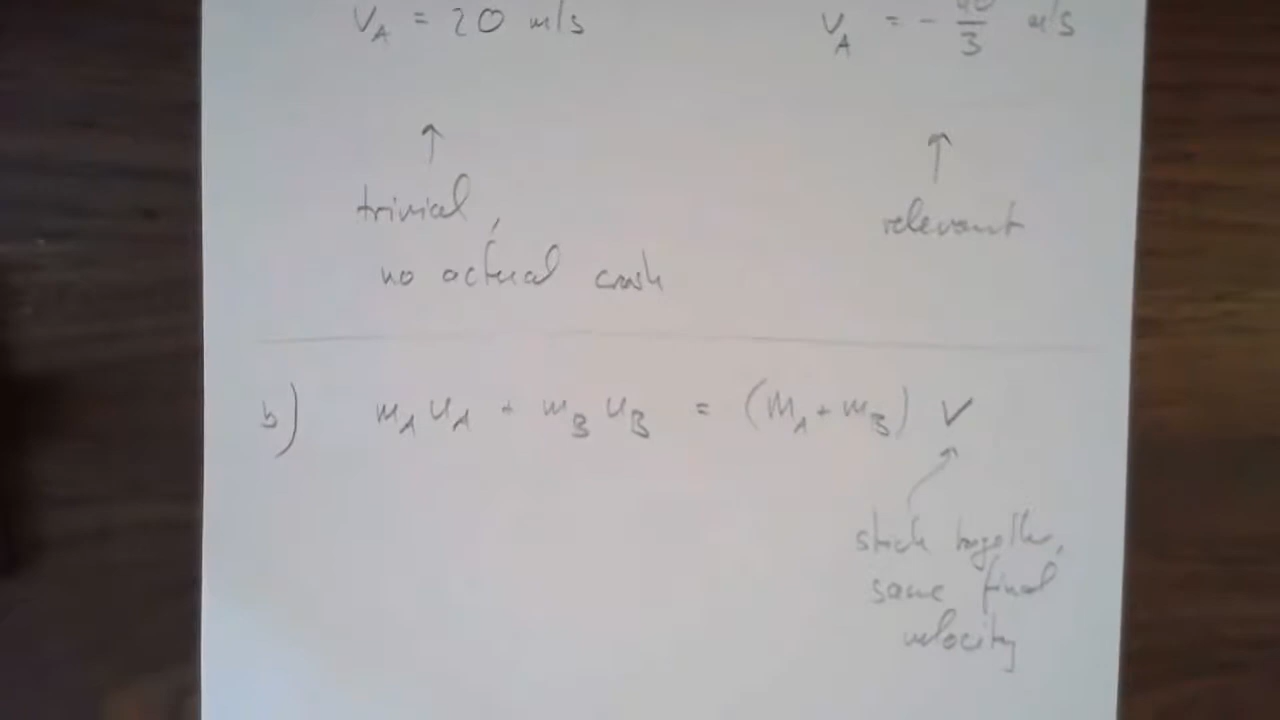 V_A = 20 m/s
V_A = - 40/3 m/s
↑
↑
trivial,
relevant
no actual crash
b) m_A u_A + m_B u_B = (m_A + m_B) V
stick together,
same final
velocity